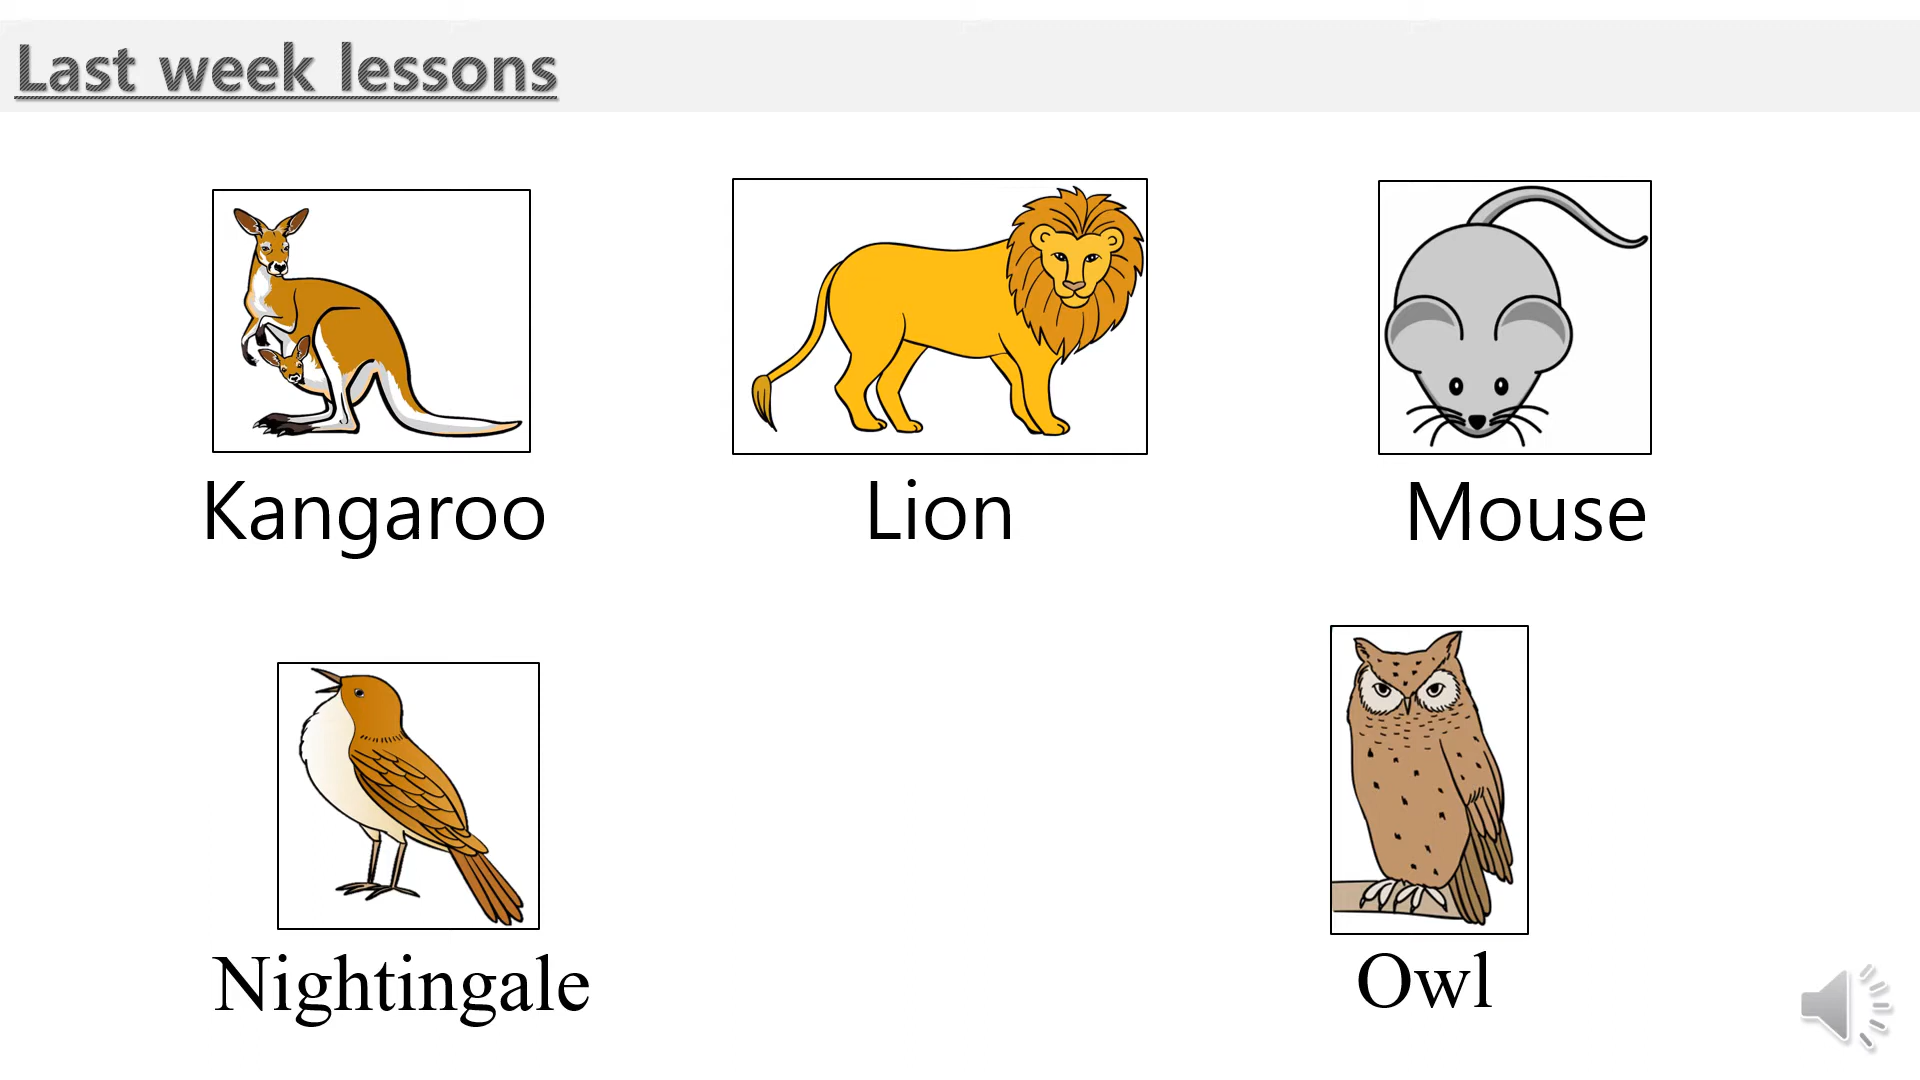 Last week lessons
Kangaroo
Lion
Mouse
Nightingale
Owl